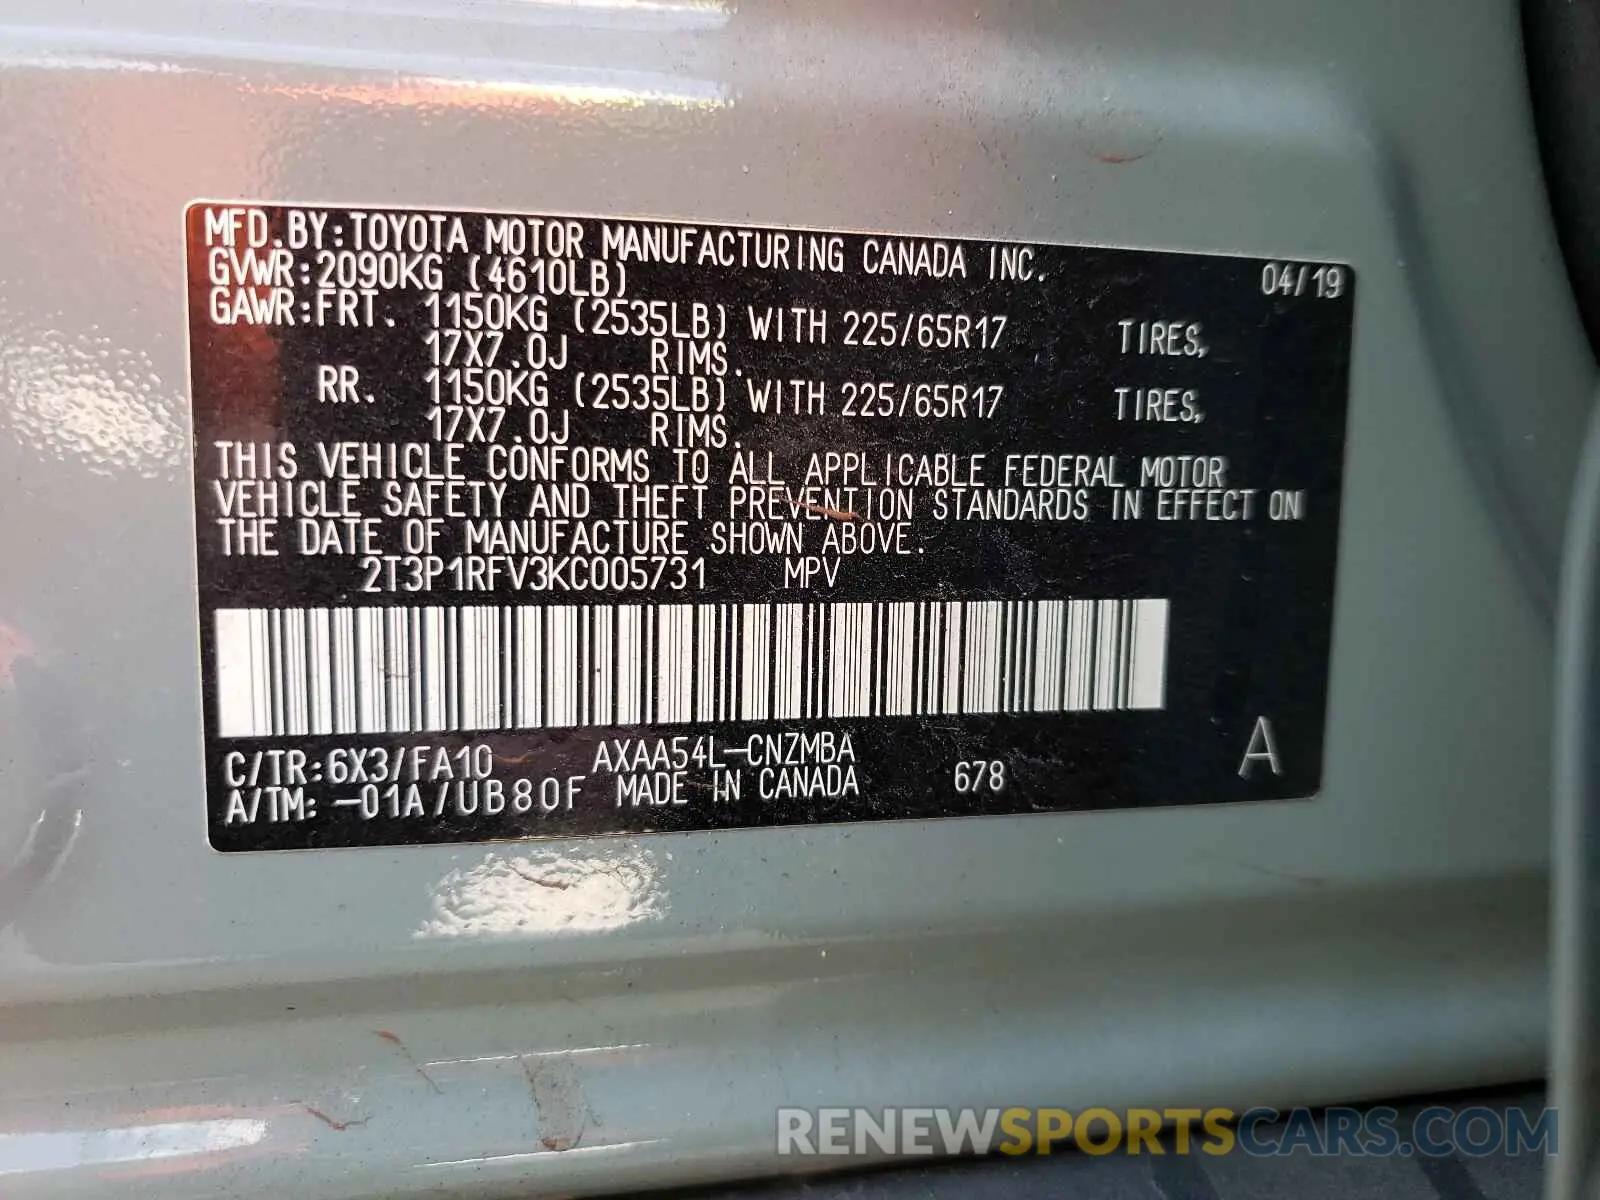 MFD.BY:TOYOTA MOTOR MANUFACTURING CANADA INC. 04/19
GVWR:2090KG (4610LB)
GAWR:FRT. 1150KG (2535LB) WITH 225/65R17 TIRES,
17X7.0J RIMS.
RR. 1150KG (2535LB) WITH 225/65R17 TIRES,
17X7.0J RIMS.
THIS VEHICLE CONFORMS TO ALL APPLICABLE FEDERAL MOTOR
VEHICLE SAFETY AND THEFT PREVENTION STANDARDS IN EFFECT ON
THE DATE OF MANUFACTURE SHOWN ABOVE.
2T3P1RFV3KC005731 MPV
C/TR:6X3/FA10 AXAA54L-CNZMBA
A/TM:-01A/UB80F MADE IN CANADA 678 A
RENEWSPORTSCARS.COM